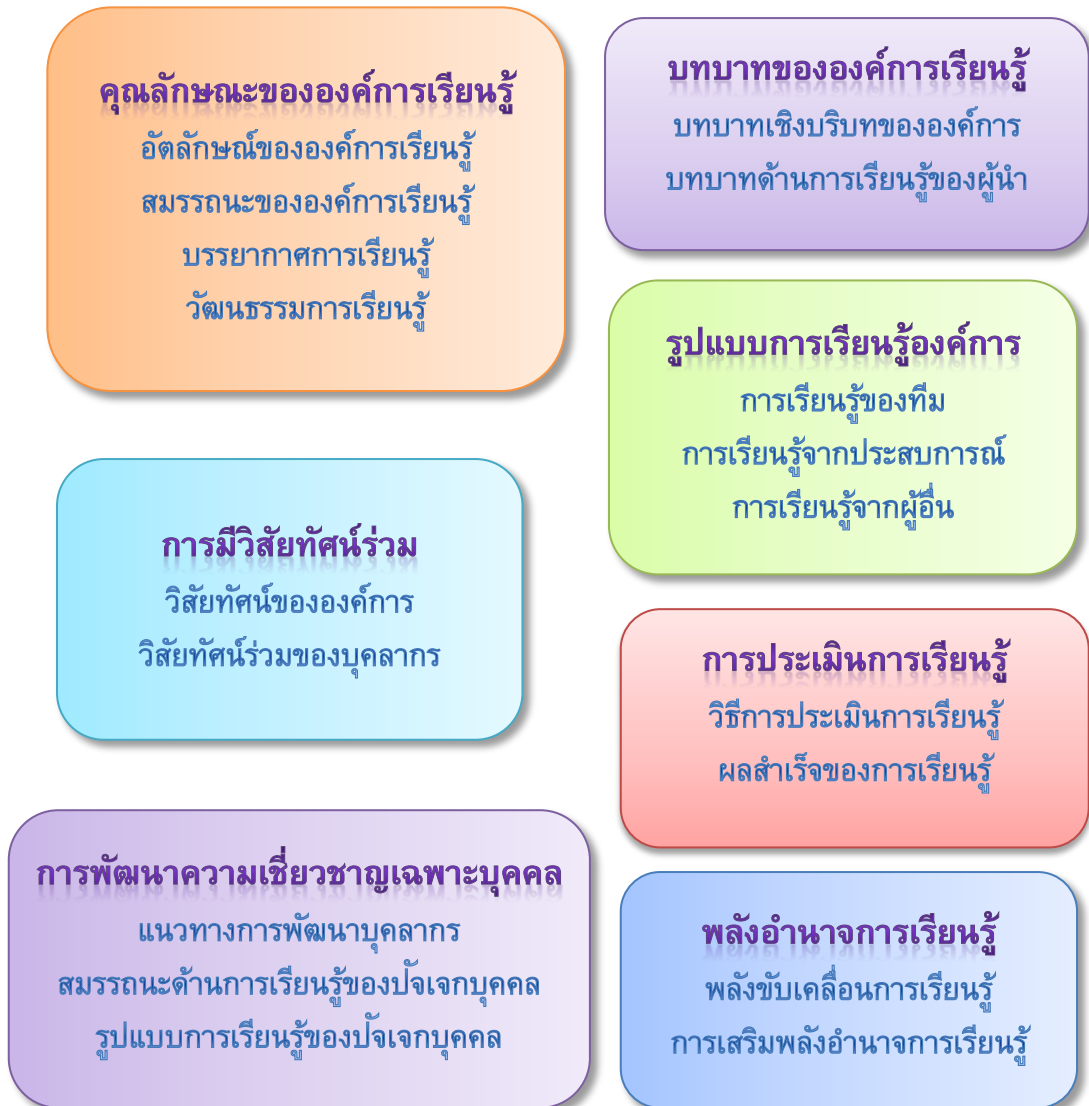 คุณลักษณะขององค์การเรียนรู้
อัตลักษณ์ขององค์การเรียนรู้
สมรรถนะขององค์การเรียนรู้
บรรยากาศการเรียนรู้
วัฒนธรรมการเรียนรู้
การมีวิสัยทัศน์ร่วม
วิสัยทัศน์ขององค์การ
วิสัยทัศน์ร่วมของบุคลากร
การพัฒนาความเชี่ยวชาญเฉพาะบุคคล
แนวทางการพัฒนาบุคลากร
สมรรถนะด้านการเรียนรู้ของปัจเจกบุคคล
รูปแบบการเรียนรู้ของปัจเจกบุคคล
บทบาทขององค์การเรียนรู้
บทบาทเชิงบริบทขององค์การ
บทบาทด้านการเรียนรู้ของผู้นำ
รูปแบบการเรียนรู้องค์การ
การเรียนรู้ของทีม
การเรียนรู้จากประสบการณ์
การเรียนรู้จากผู้อื่น
การประเมินการเรียนรู้
วิธีการประเมินการเรียนรู้
ผลสำเร็จของการเรียนรู้
พลังอำนาจการเรียนรู้
พลังขับเคลื่อนการเรียนรู้
การเสริมพลังอำนาจการเรียนรู้